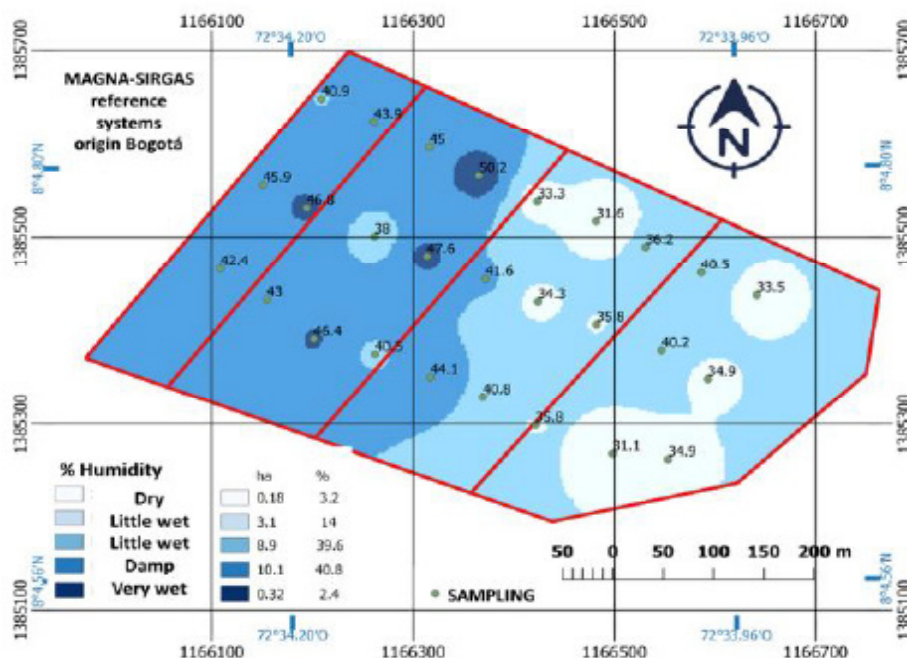 1166100 1166300 1166500 1166700
72°34.20'O 72°33.96'O
1385700
MAGNA-SIRGAS
reference
systems
origin Bogotá
N
8°4.80'N
8°4.80'N
1385700
40.9
43.9
45
50.2
45.9
46.8
33.3
31.6
38
36.2
1385500
1385500
47.6
42.4
41.6
40.5
43
34.3
33.5
35.8
46.4
40.5
40.2
44.1
34.9
40.8
1385300
1385300
35.8
31.1
34.9
% Humidity
Dry
Little wet
Little wet
Damp
Very wet
ha %
0.18 3.2
3.1 14
8.9 39.6
10.1 40.8
0.32 2.4
50 0 50 100 150 200 m
SAMPLING
8°4.56'N
8°4.56'N
1385100
1385100
72°34.20'O 72°33.96'O
1166100 1166300 1166500 1166700